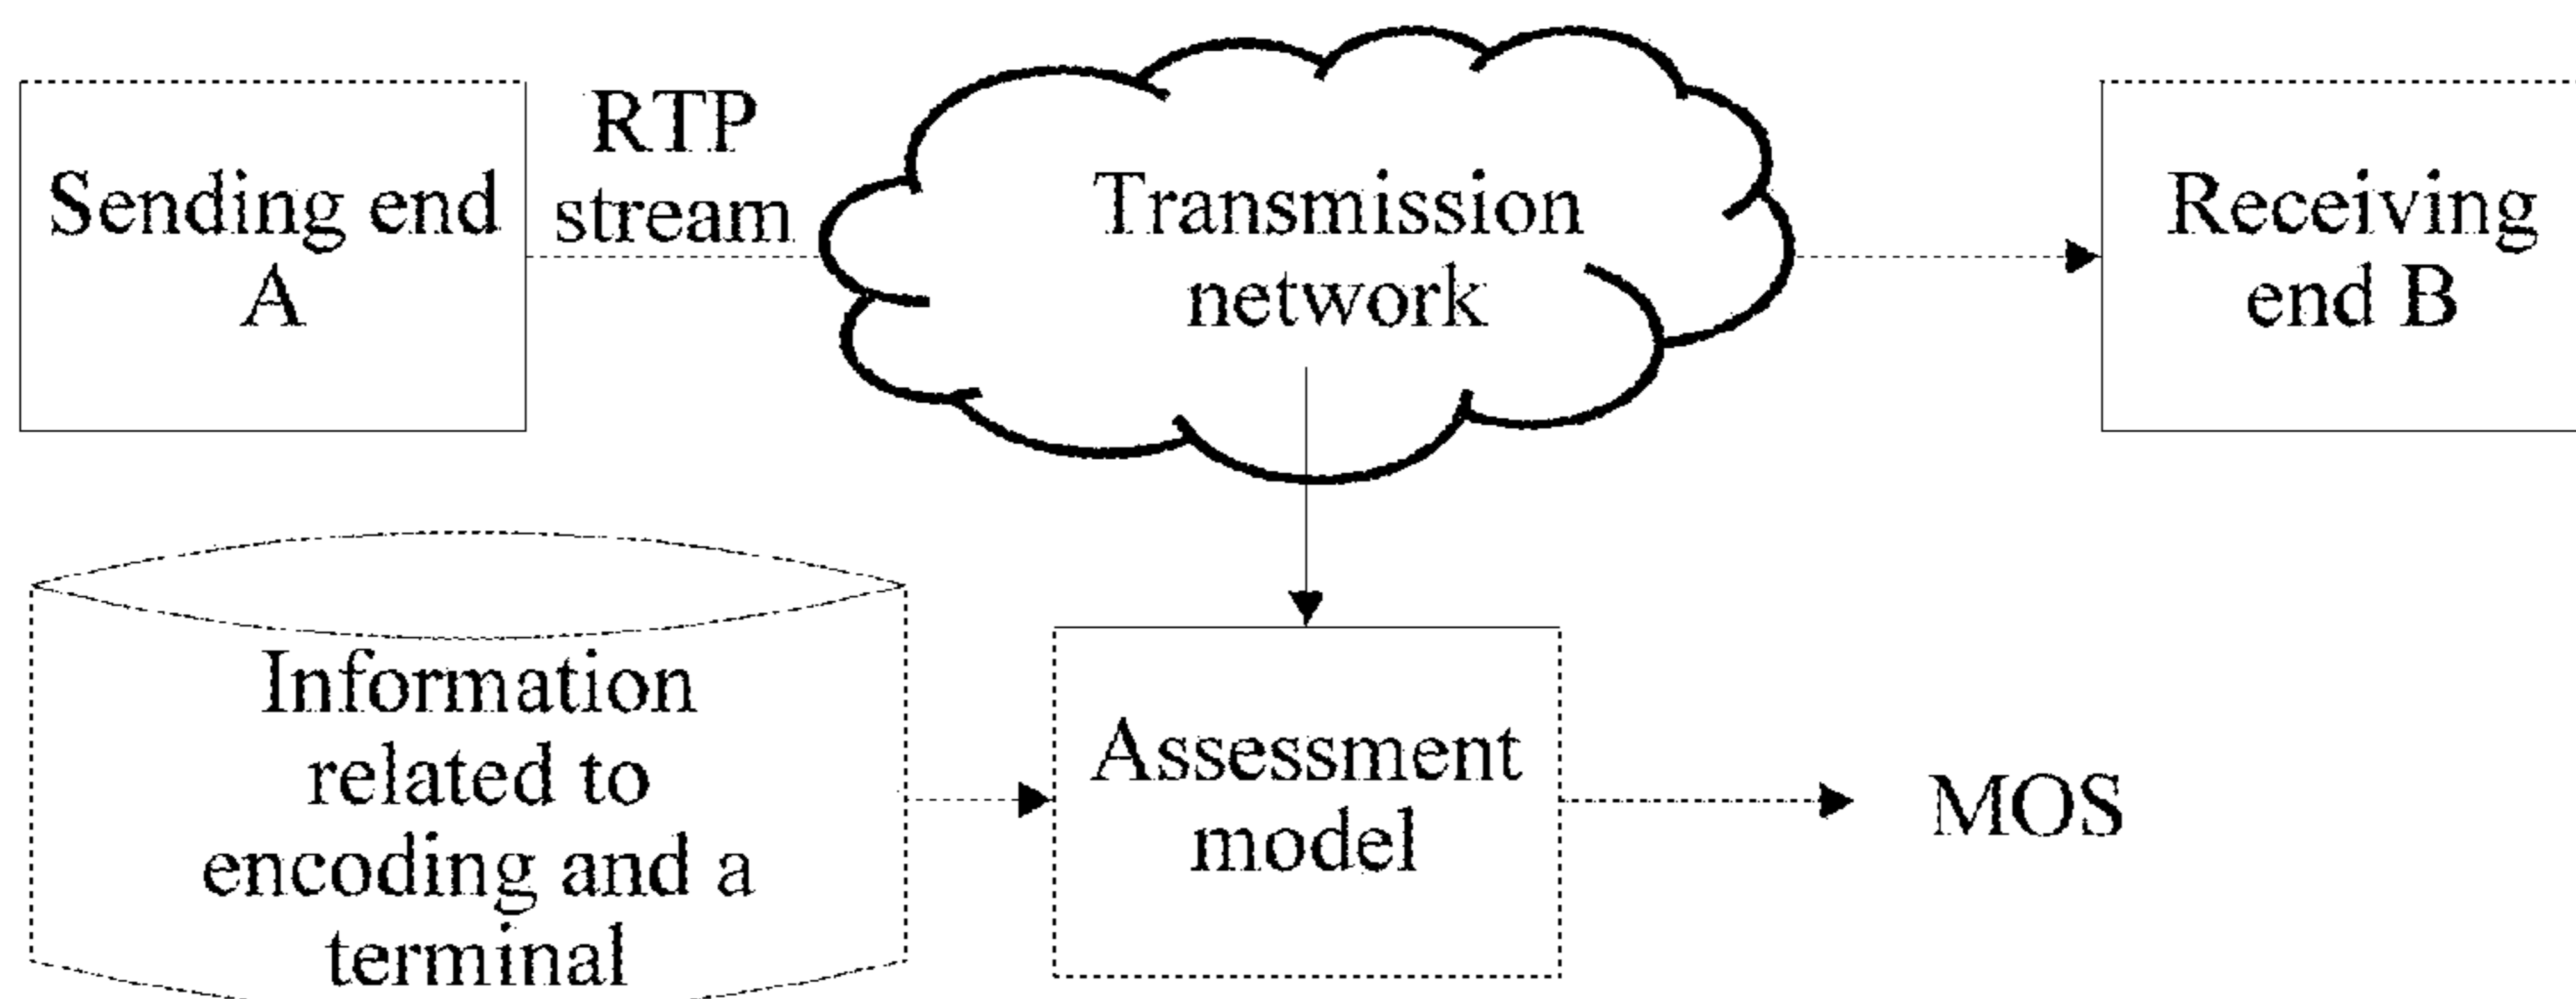 Sending end
A
RTP
stream
Transmission
network
Receiving
end B
Information
related to
encoding and a
terminal
Assessment
model
MOS